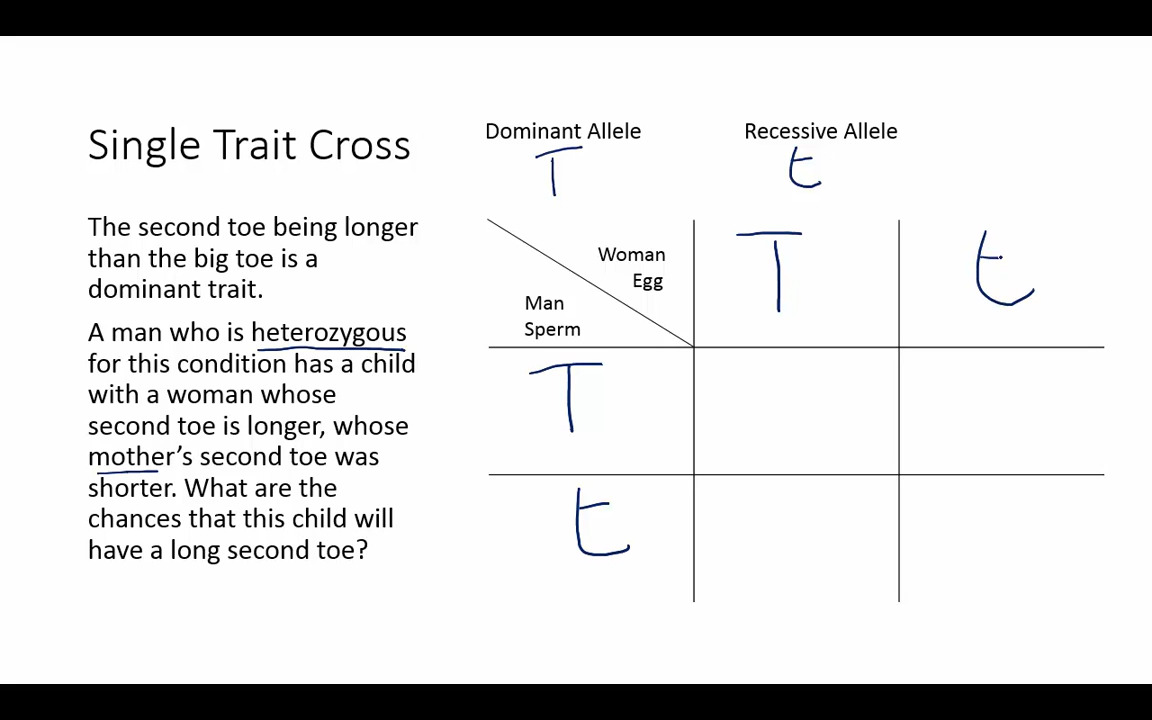 Single Trait Cross
The second toe being longer
than the big toe is a
dominant trait.
A man who is heterozygous
for this condition has a child
with a woman whose
second toe is longer, whose
mother's second toe was
shorter. What are the
chances that this child will
have a long second toe?
Dominant Allele
T
Recessive Allele
t
Woman
Egg
Man
Sperm
T
t
T
t